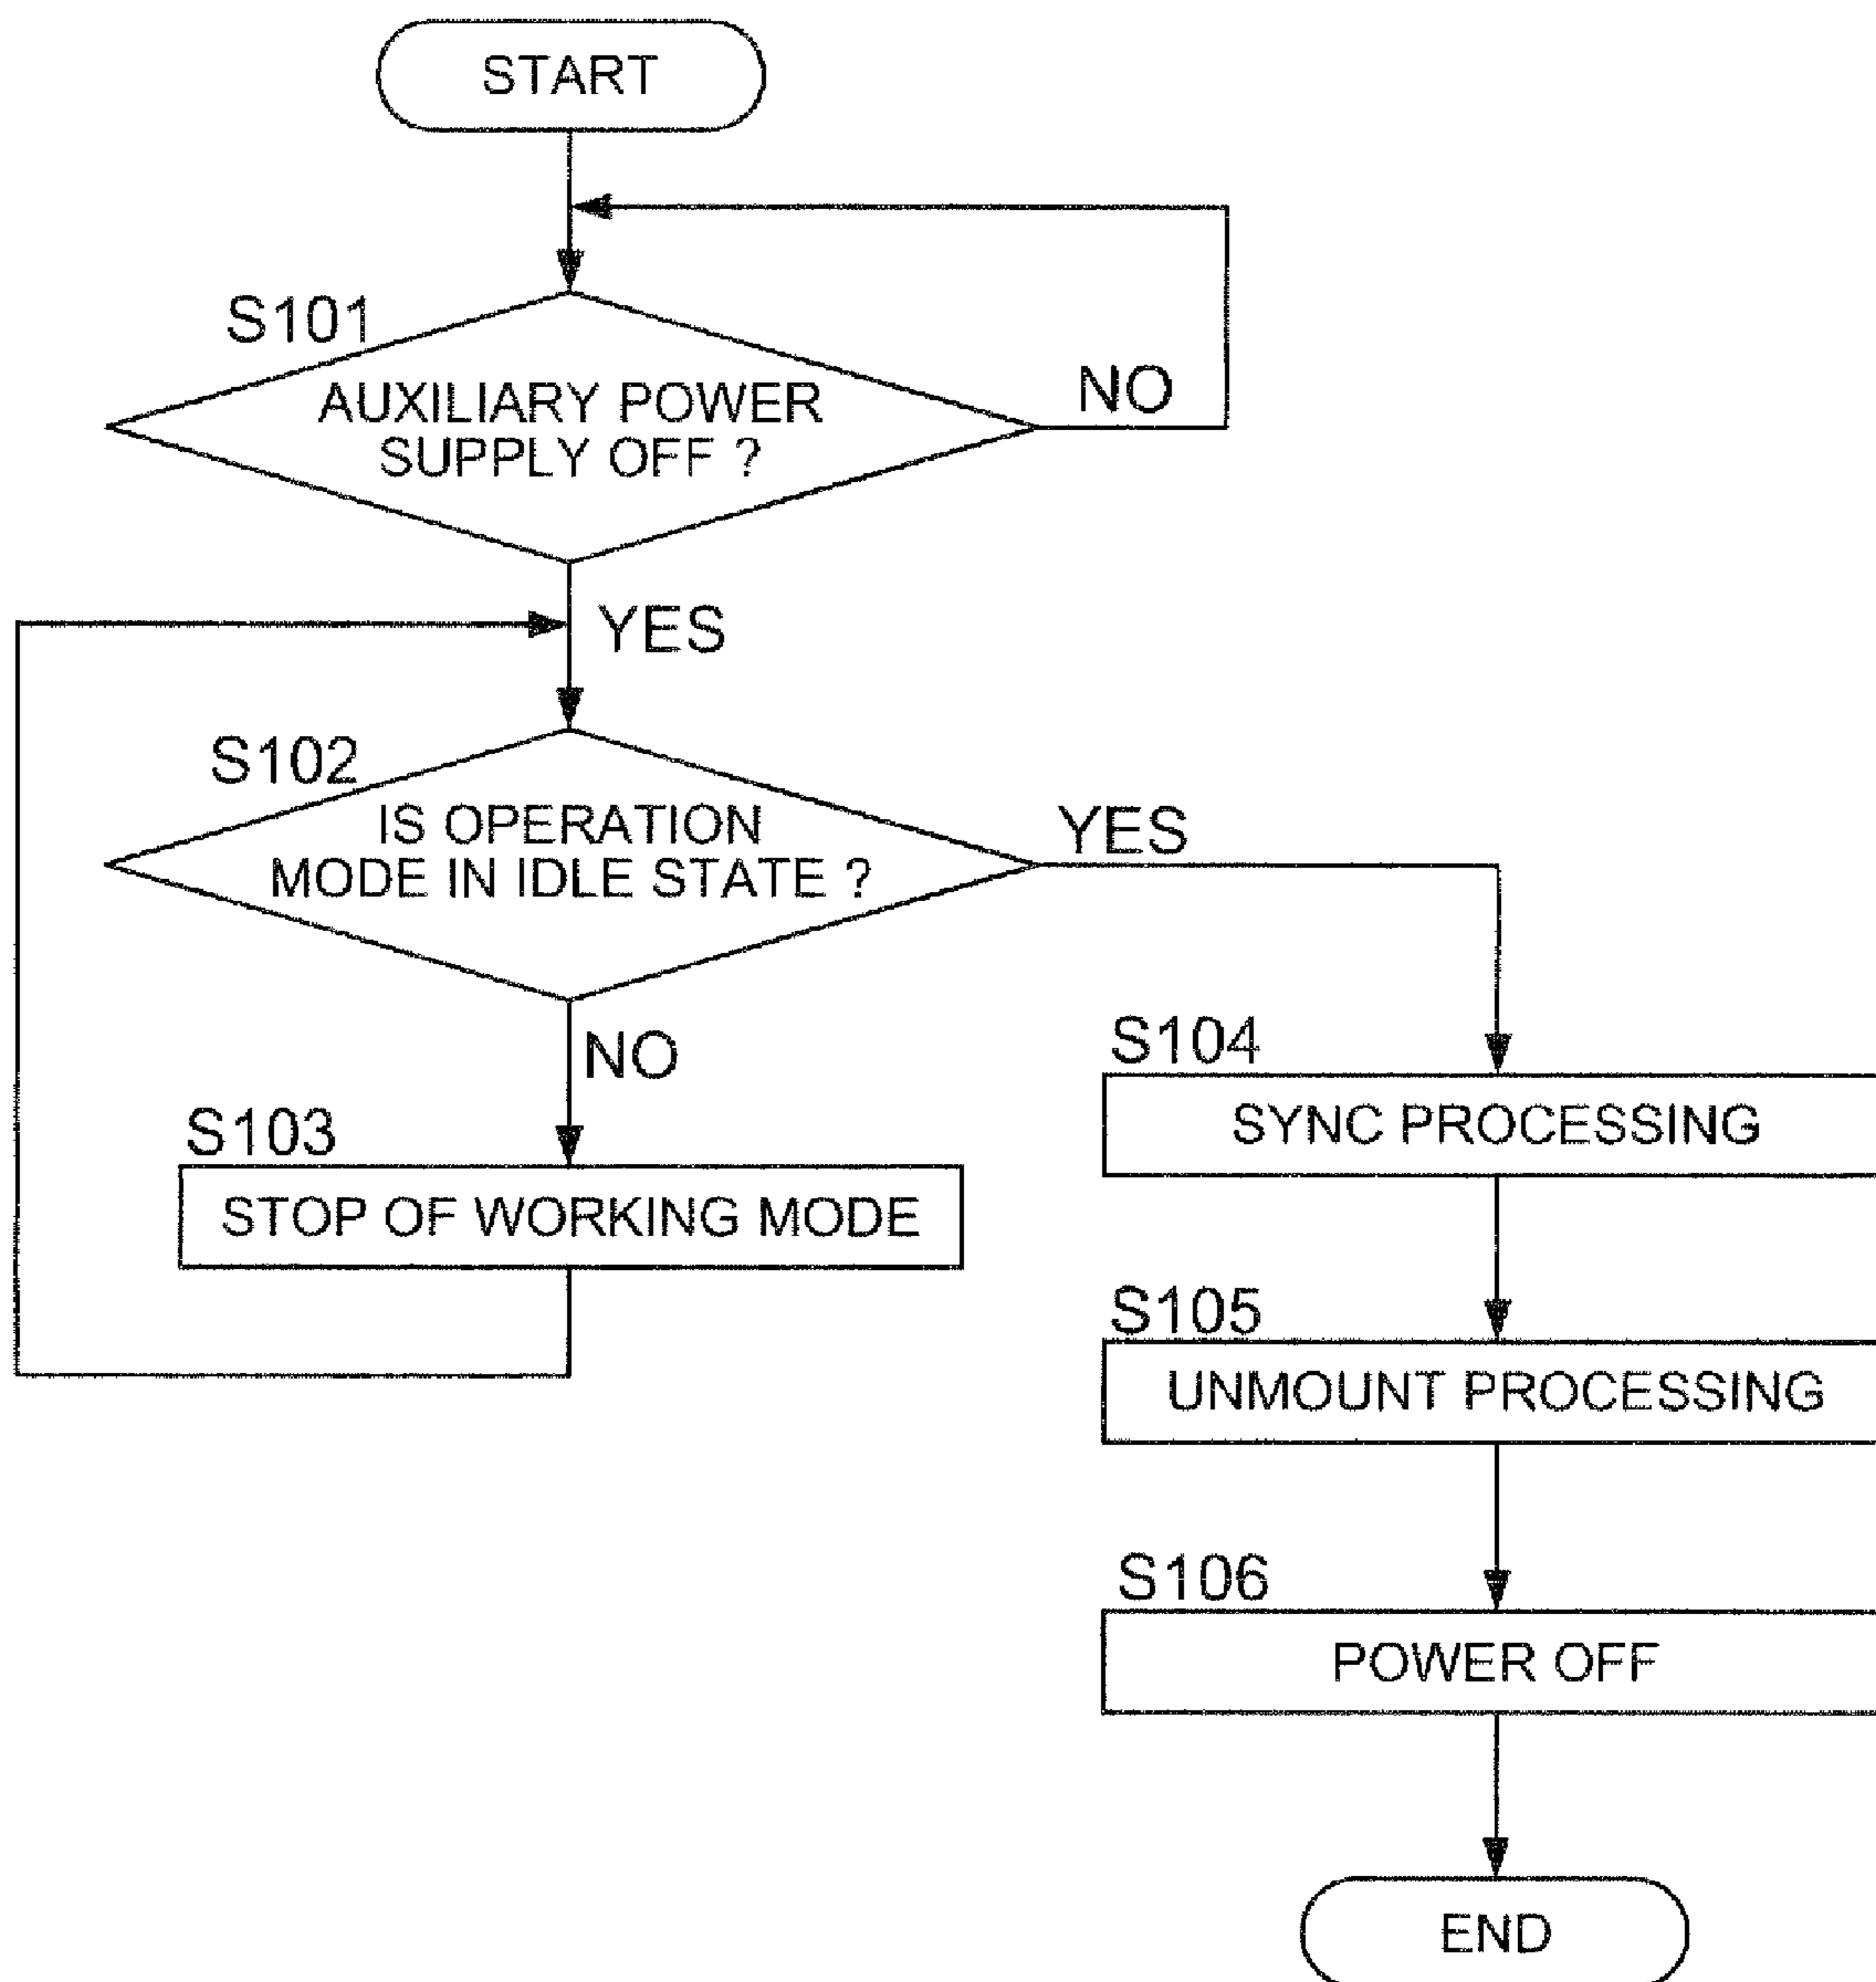 START
S101
AUXILIARY POWER
SUPPLY OFF ?
NO
YES
S102
IS OPERATION
MODE IN IDLE STATE ?
YES
NO
S103
STOP OF WORKING MODE
S104
SYNC PROCESSING
S105
UNMOUNT PROCESSING
S106
POWER OFF
END